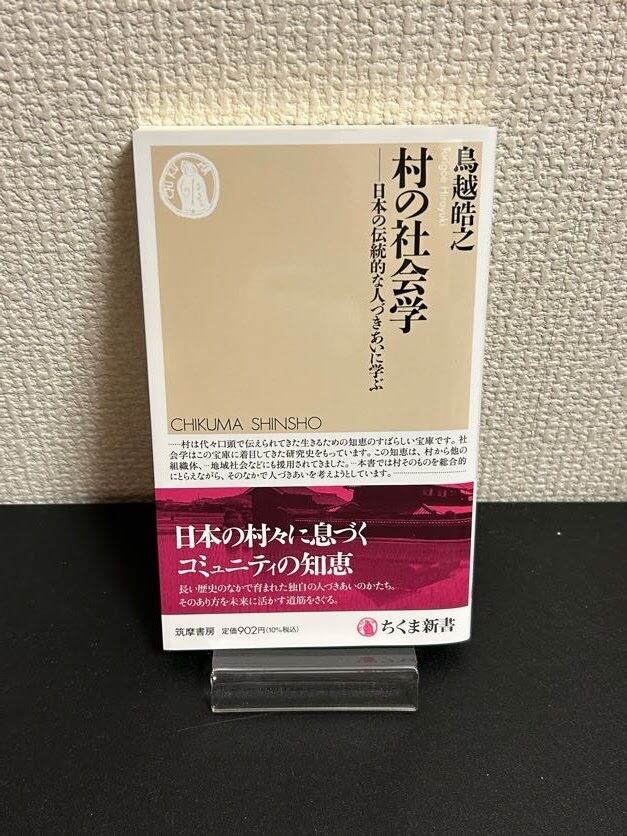 鳥越皓之
Torigoe Hiroyuki
村の社会学
──日本の伝統的な人づきあいに学ぶ
CHIKUMA SHINSHO
……村は代々口頭で伝えられてきた生きるための知恵のすばらしい宝庫です。社
会学はこの宝庫に着目してきた研究史をもっています。この知恵は、村から他の
組織体、…地域社会などにも援用されてきました。…本書では村そのものを総合的
にとらえながら、そのなかで人づきあいを考えようとしています。……………
日本の村々に息づく
コミュニティの知恵
長い歴史のなかで育まれた独自の人づきあいのかたち。
そのあり方を未来に活かす道筋をさぐる。
筑摩書房 定価902円(10%税込)
ちくま新書